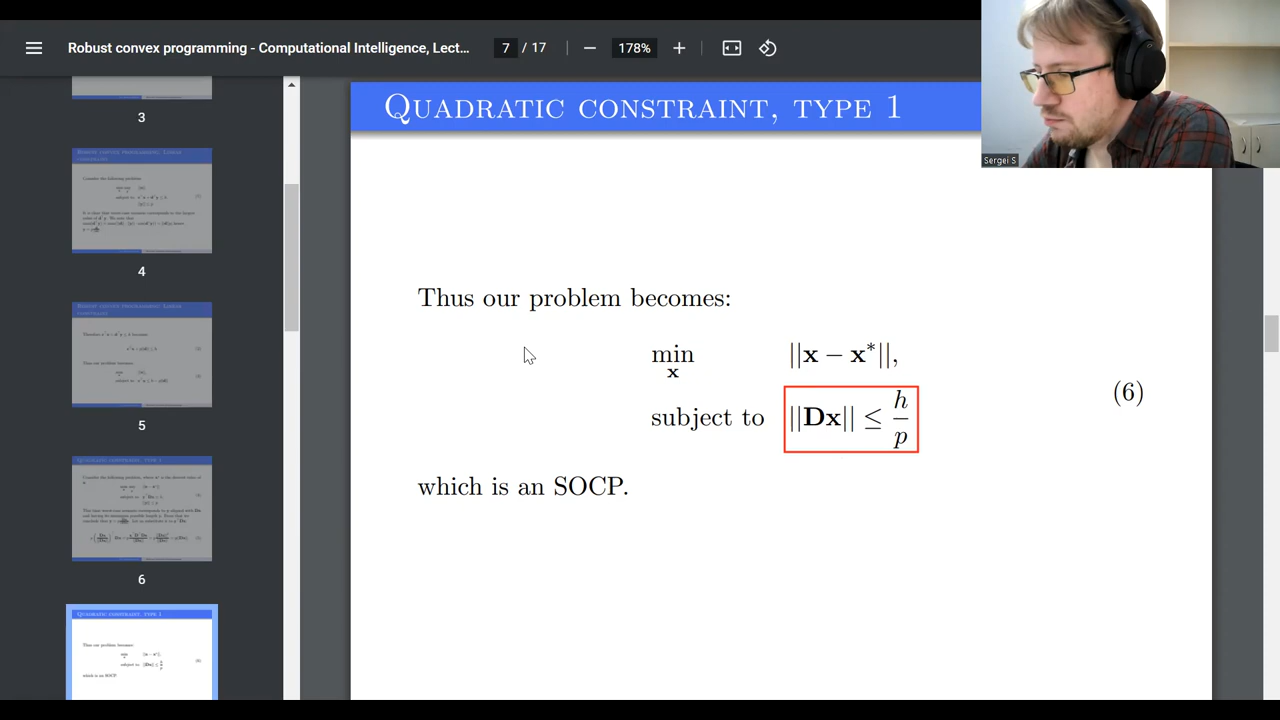 Robust convex programming - Computational Intelligence, Lect...
7 / 17
178%
Sergei S
3
4
5
6
QUADRATIC CONSTRAINT, TYPE 1
Thus our problem becomes:
min ||x − x*||,
x
subject to ||Dx|| ≤ h/p
(6)
which is an SOCP.